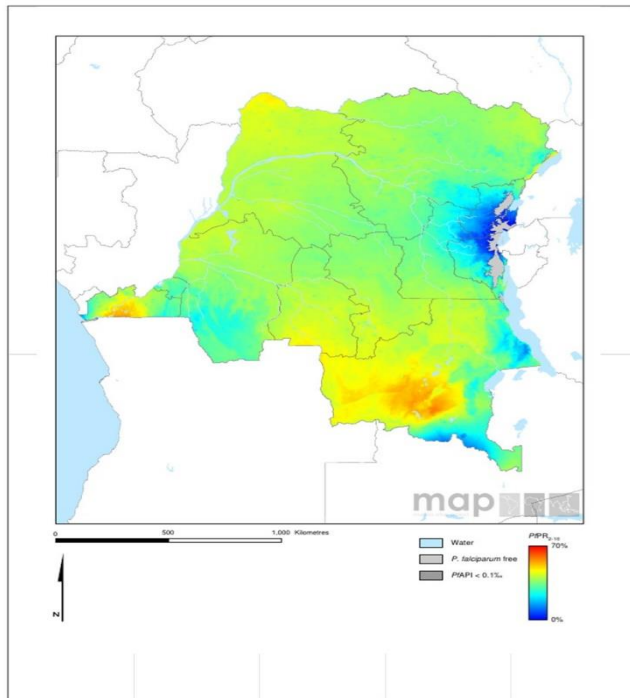 map
0 500 1,000 Kilometres
Water
P. falciparum free
PfAPI < 0.1‰
PfPR2-10
70%
0%
N